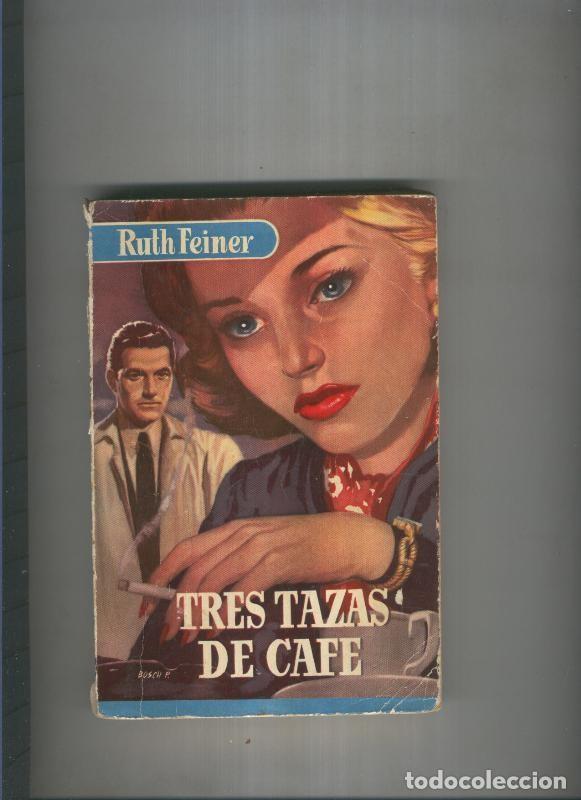 Ruth Feiner
TRES TAZAS
DE CAFE
BOSCH P.
todocoleccion